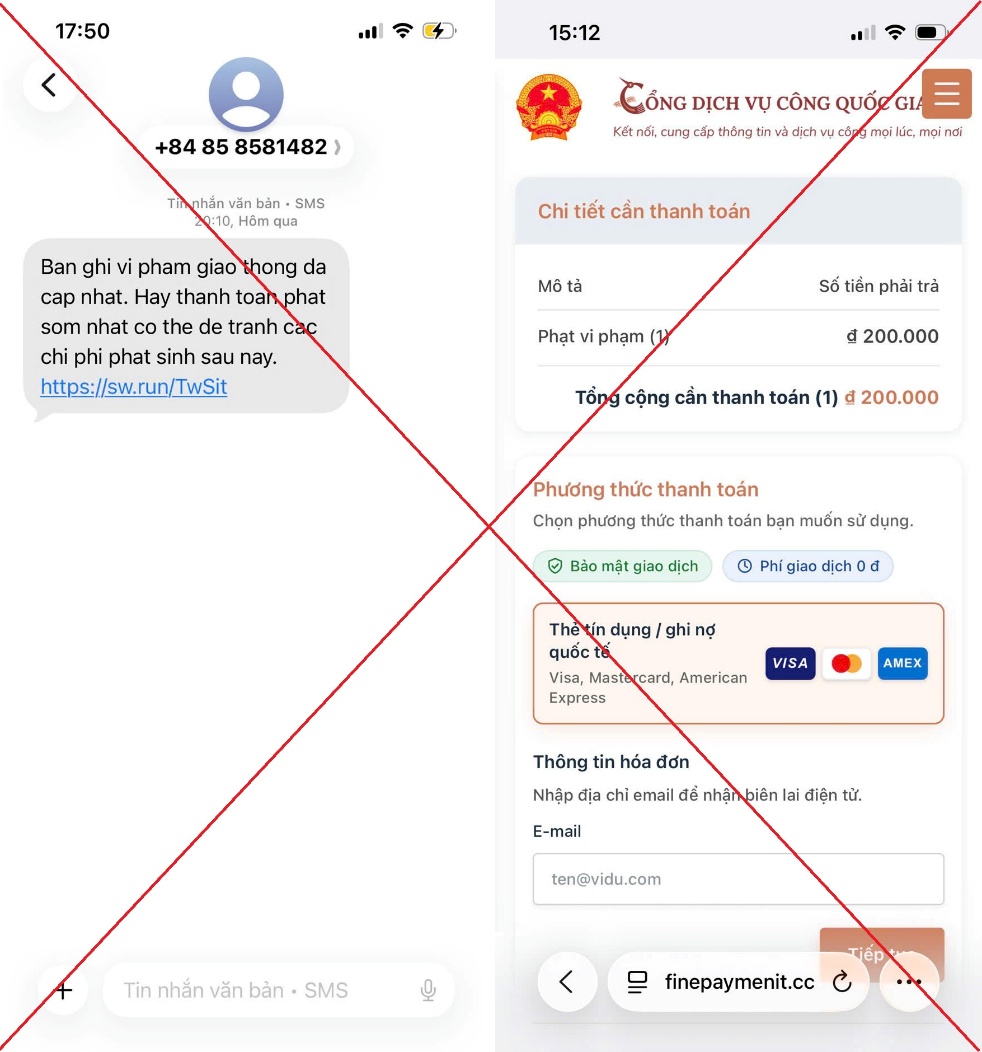 17:50
+84 85 8581482
Tin nhắn văn bản • SMS
20:10, Hôm qua
Ban ghi vi pham giao thong da
cap nhat. Hay thanh toan phat
som nhat co the de tranh cac
chi phi phat sinh sau nay.
https://sw.run/TwSit
Tin nhắn văn bản • SMS
15:12
CỔNG DỊCH VỤ CÔNG QUỐC GIA
Kết nối, cung cấp thông tin và dịch vụ công mọi lúc, mọi nơi
Chi tiết cần thanh toán
Mô tả Số tiền phải trả
Phạt vi phạm (1) ₫ 200.000
Tổng cộng cần thanh toán (1) ₫ 200.000
Phương thức thanh toán
Chọn phương thức thanh toán bạn muốn sử dụng.
Bảo mật giao dịch Phí giao dịch 0 đ
Thẻ tín dụng / ghi nợ
quốc tế
Visa, Mastercard, American
Express
VISA AMEX
Thông tin hóa đơn
Nhập địa chỉ email để nhận biên lai điện tử.
E-mail
ten@vidu.com
Tiếp tục
finepaymenit.cc